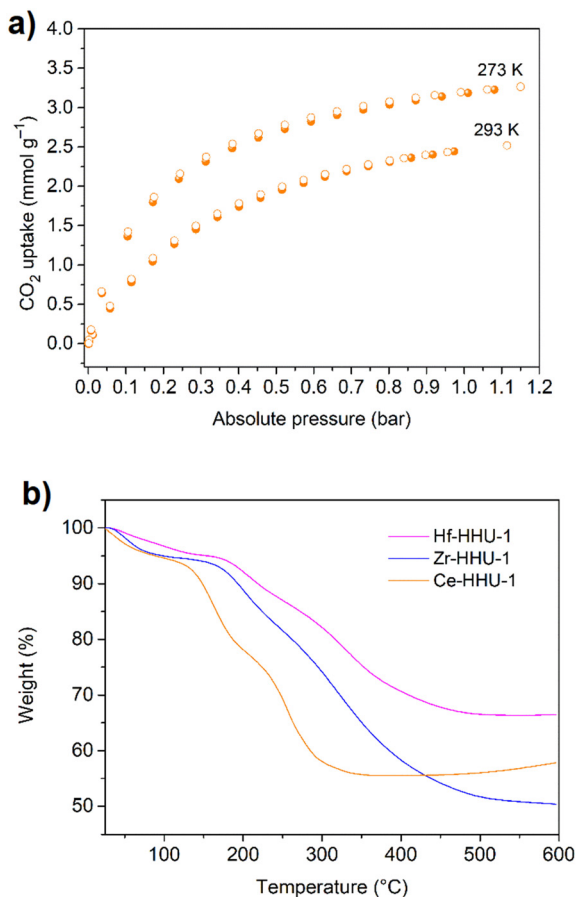 a)
4.0
3.5
3.0
2.5
2.0
1.5
1.0
0.5
0.0
273 K
293 K
CO₂ uptake (mmol g⁻¹)
0.0 0.1 0.2 0.3 0.4 0.5 0.6 0.7 0.8 0.9 1.0 1.1 1.2
Absolute pressure (bar)
b)
100
90
80
70
60
50
Hf-HHU-1
Zr-HHU-1
Ce-HHU-1
Weight (%)
100 200 300 400 500 600
Temperature (°C)